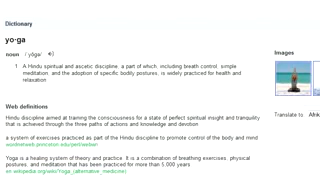 Dictionary
yo·ga
noun /ˈyōgə/
Images
1. A Hindu spiritual and ascetic discipline, a part of which, including breath control, simple
meditation, and the adoption of specific bodily postures, is widely practiced for health and
relaxation
Web definitions
Translate to: Afrik
Hindu discipline aimed at training the consciousness for a state of perfect spiritual insight and tranquility
that is achieved through the three paths of actions and knowledge and devotion
a system of exercises practiced as part of the Hindu discipline to promote control of the body and mind
wordnetweb.princeton.edu/perl/webwn
Yoga is a healing system of theory and practice. It is a combination of breathing exercises, physical
postures, and meditation that has been practiced for more than 5,000 years.
en.wikipedia.org/wiki/Yoga_(alternative_medicine)